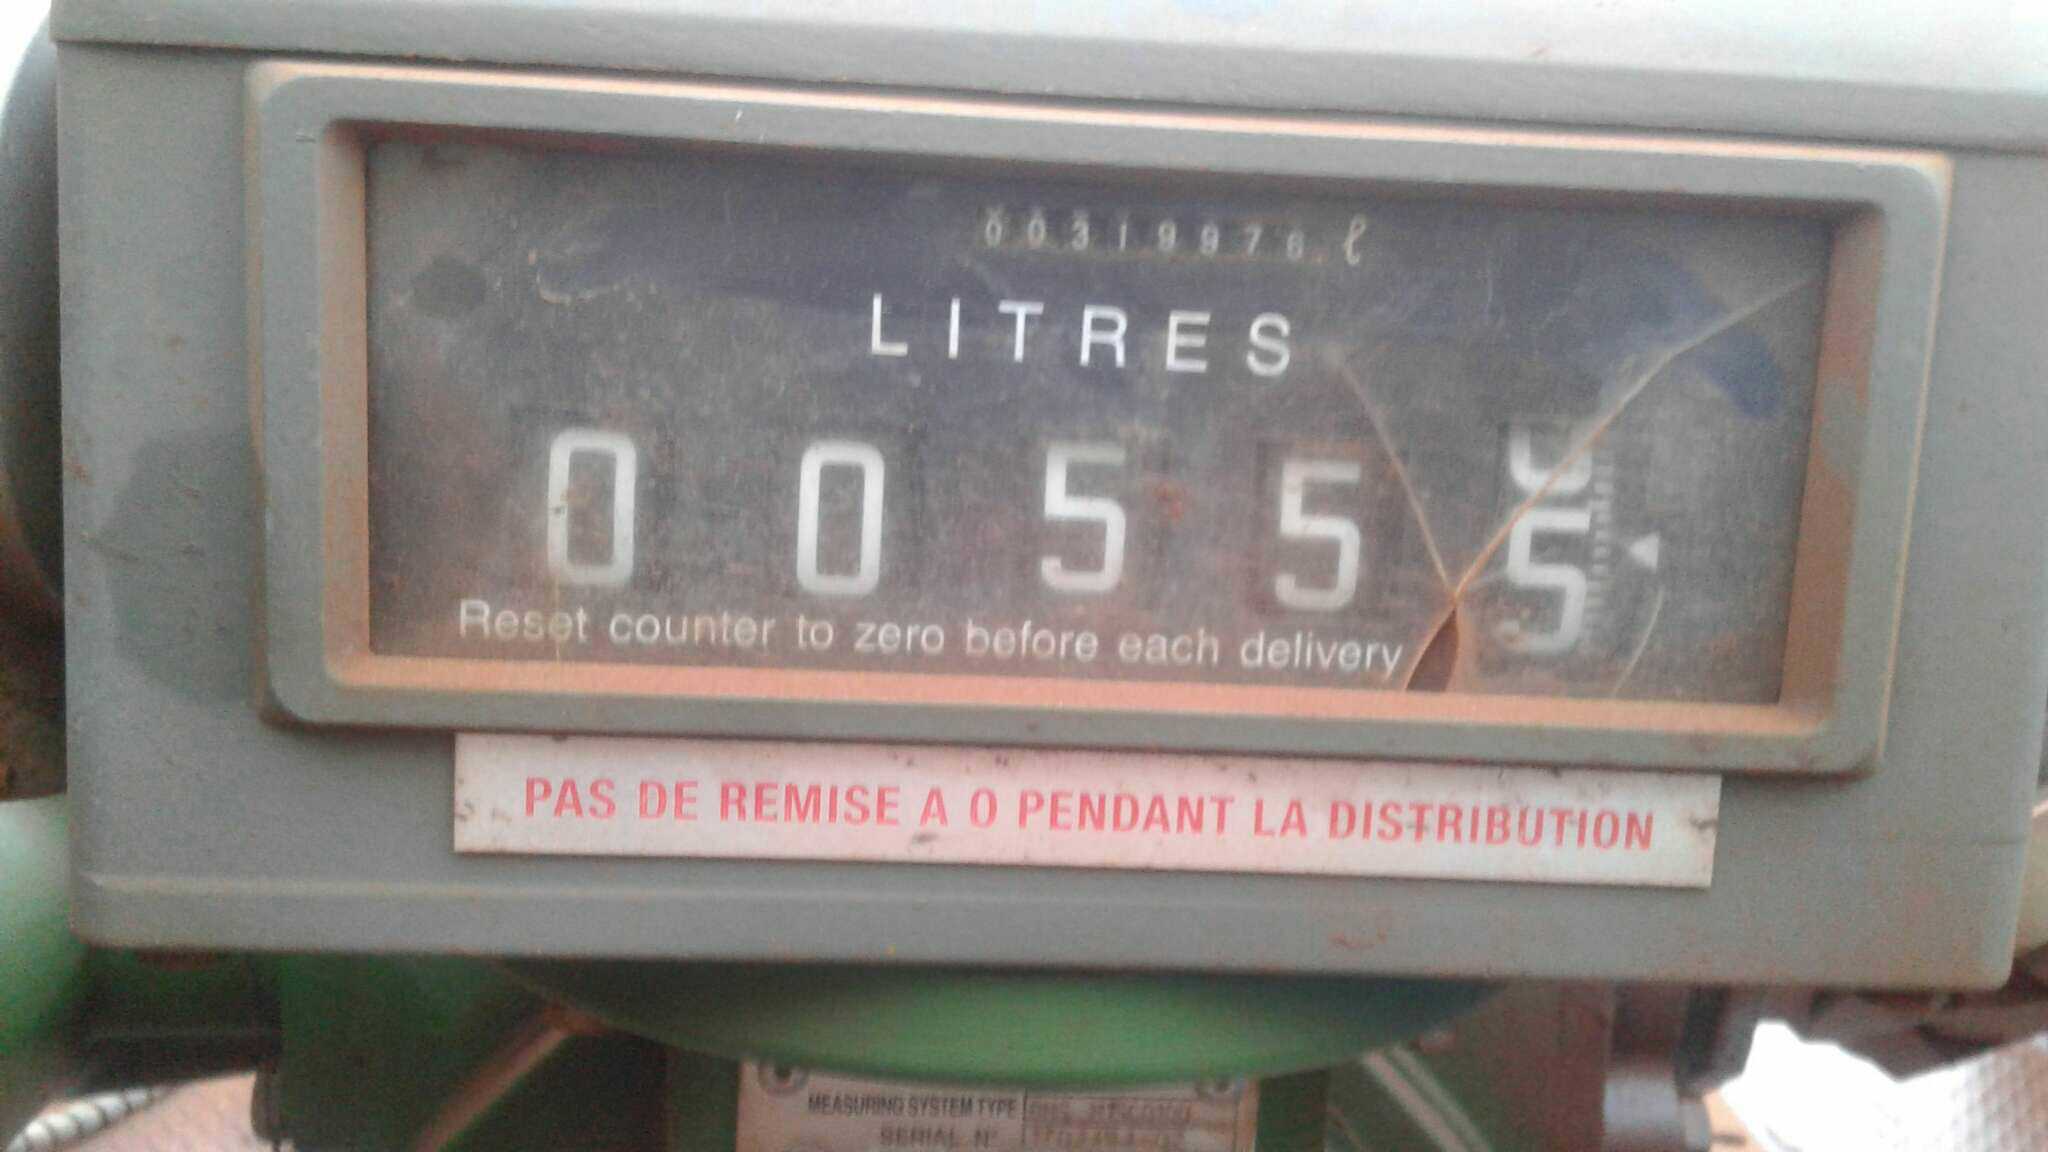 00319976 ℓ
LITRES
0 0 5 5 5
Reset counter to zero before each delivery
PAS DE REMISE A 0 PENDANT LA DISTRIBUTION
MEASURING SYSTEM TYPE
SERIAL N°